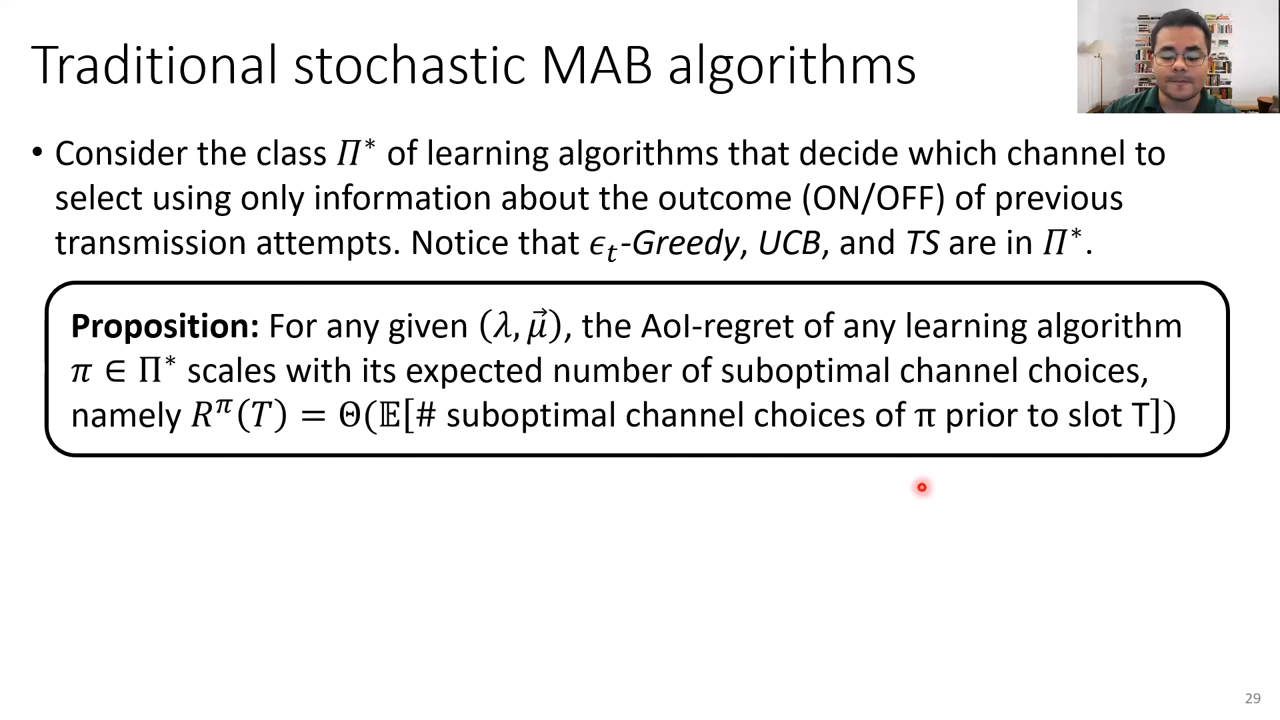 Traditional stochastic MAB algorithms
• Consider the class 𝛱* of learning algorithms that decide which channel to
select using only information about the outcome (ON/OFF) of previous
transmission attempts. Notice that ϵₜ-Greedy, UCB, and TS are in 𝛱*.
Proposition: For any given (λ, μ⃗), the AoI-regret of any learning algorithm
π ∈ Π* scales with its expected number of suboptimal channel choices,
namely R^π(T) = Θ(𝔼[# suboptimal channel choices of π prior to slot T])
29